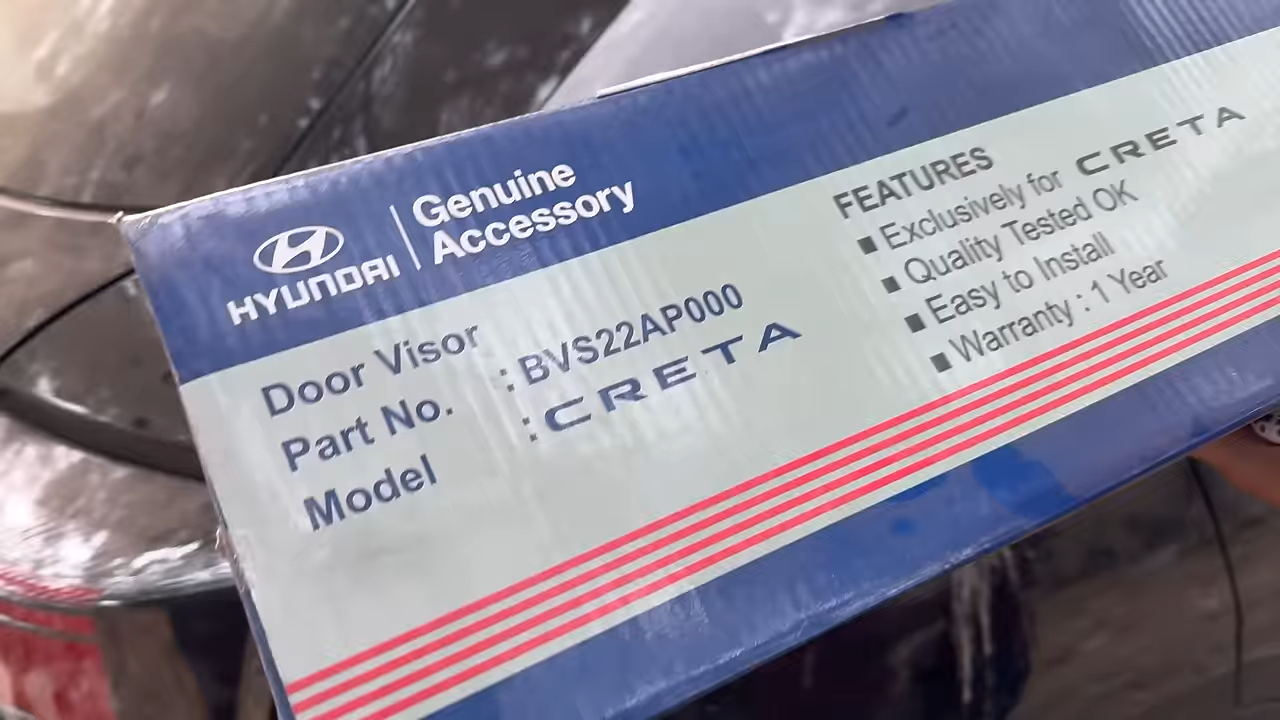 HYUNDAI
Genuine
Accessory
Door Visor
Part No. : BVS22AP000
Model : CRETA
FEATURES
▪ Exclusively for CRETA
▪ Quality Tested OK
▪ Easy to Install
▪ Warranty : 1 Year